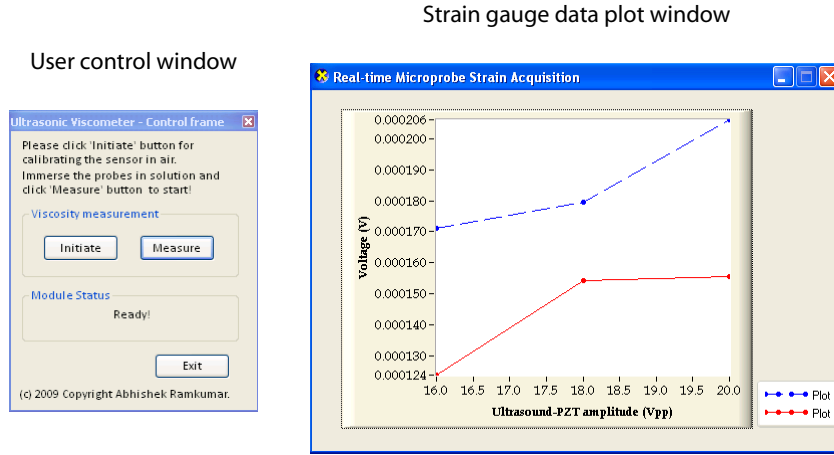 Strain gauge data plot window
User control window
Real-time Microprobe Strain Acquisition
Ultrasonic Viscometer - Control frame
Please click 'Initiate' button for
calibrating the sensor in air.
Immerse the probes in solution and
click 'Measure' button to start!
Viscosity measurement
Initiate
Measure
Module Status
Ready!
Exit
(c) 2009 Copyright Abhishek Ramkumar.
0.000206
0.000200
0.000190
0.000180
0.000170
0.000160
0.000150
0.000140
0.000130
0.000124
Voltage (V)
16.0 16.5 17.0 17.5 18.0 18.5 19.0 19.5 20.0
Ultrasound-PZT amplitude (Vpp)
Plot
Plot